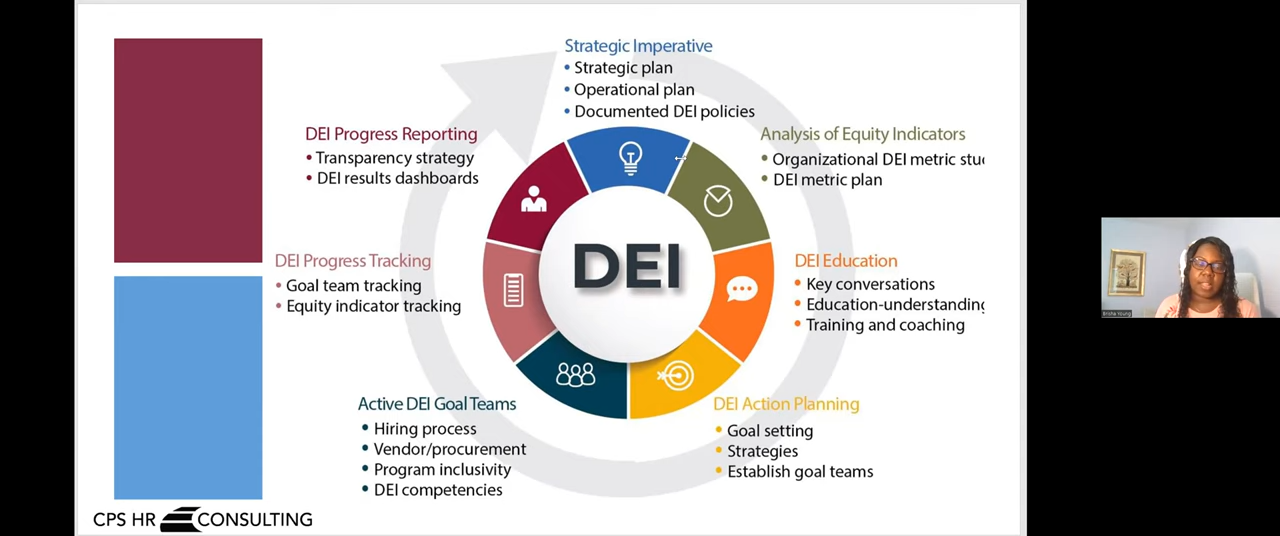 Strategic Imperative
• Strategic plan
• Operational plan
• Documented DEI policies
Analysis of Equity Indicators
• Organizational DEI metric
• DEI metric plan
DEI Education
• Key conversations
• Education-understanding
• Training and coaching
DEI Action Planning
• Goal setting
• Strategies
• Establish goal teams
Active DEI Goal Teams
• Hiring process
• Vendor/procurement
• Program inclusivity
• DEI competencies
DEI Progress Tracking
• Goal team tracking
• Equity indicator tracking
DEI Progress Reporting
• Transparency strategy
• DEI results dashboards
DEI
CPS HR CONSULTING